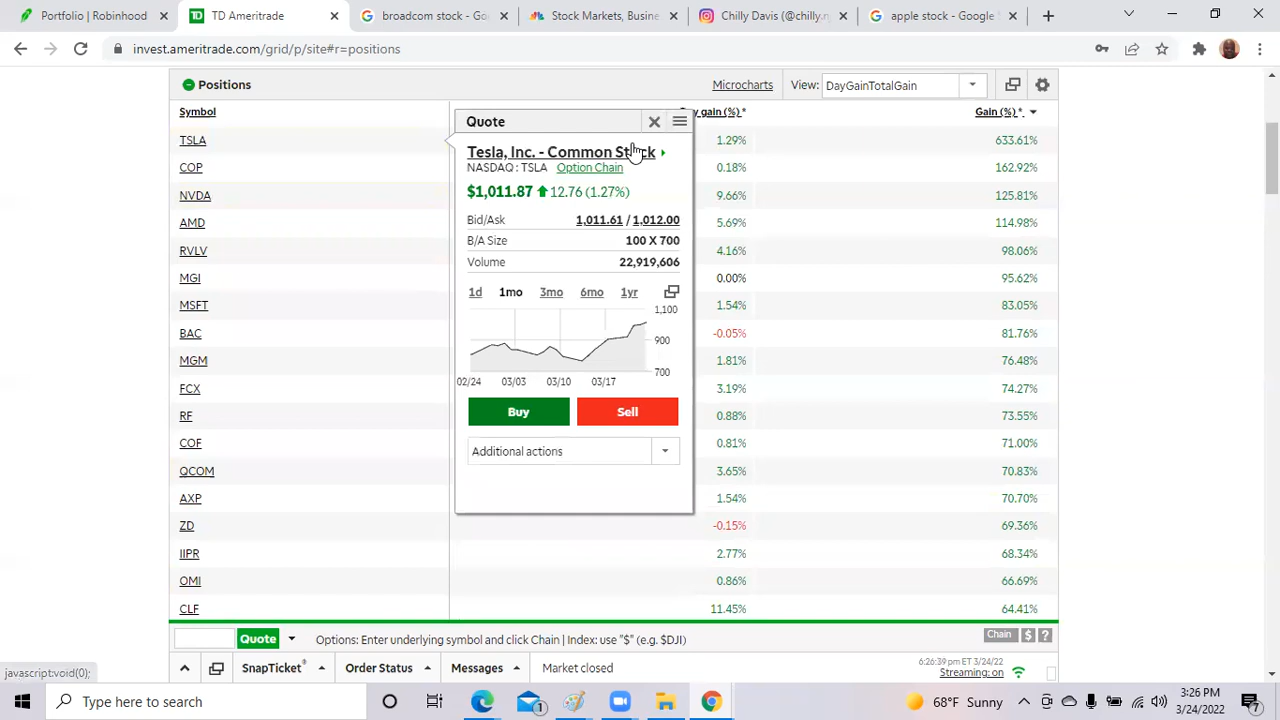 Portfolio | Robinhood
TD Ameritrade
broadcom stock - Go
Stock Market, Busine
Chilly Davis (@chilly.n
apple stock - Google
invest.ameritrade.com/grid/p/site#r=positions
Positions
Microcharts
View:
DayGainTotalGain
Symbol
y gain (%)*
Gain (%)*
TSLA 1.29% 633.61%
COP 0.18% 162.92%
NVDA 9.66% 125.81%
AMD 5.69% 114.98%
RVLV 4.16% 98.06%
MGI 0.00% 95.62%
MSFT 1.54% 83.05%
BAC -0.05% 81.76%
MGM 1.81% 76.48%
FCX 3.19% 74.27%
RF 0.88% 73.55%
COF 0.81% 71.00%
QCOM 3.65% 70.83%
AXP 1.54% 70.70%
ZD -0.15% 69.36%
IIPR 2.77% 68.34%
OMI 0.86% 66.69%
CLF 11.45% 64.41%
Quote
Tesla, Inc. - Common Stock
NASDAQ : TSLA Option Chain
$1,011.87 12.76 (1.27%)
Bid/Ask 1,011.61 / 1,012.00
B/A Size 100 X 700
Volume 22,919,606
1d 1mo 3mo 6mo 1yr
1,100
900
700
02/24 03/03 03/10 03/17
Buy Sell
Additional actions
Quote
Options: Enter underlying symbol and click Chain | Index: use "$" (e.g. $DJI)
Chain $ ?
SnapTicket® Order Status Messages Market closed
6:26:39 pm ET 3/24/22
Streaming: on
javascript:void(0);
Type here to search
1
68°F Sunny
3:26 PM
3/24/2022
7